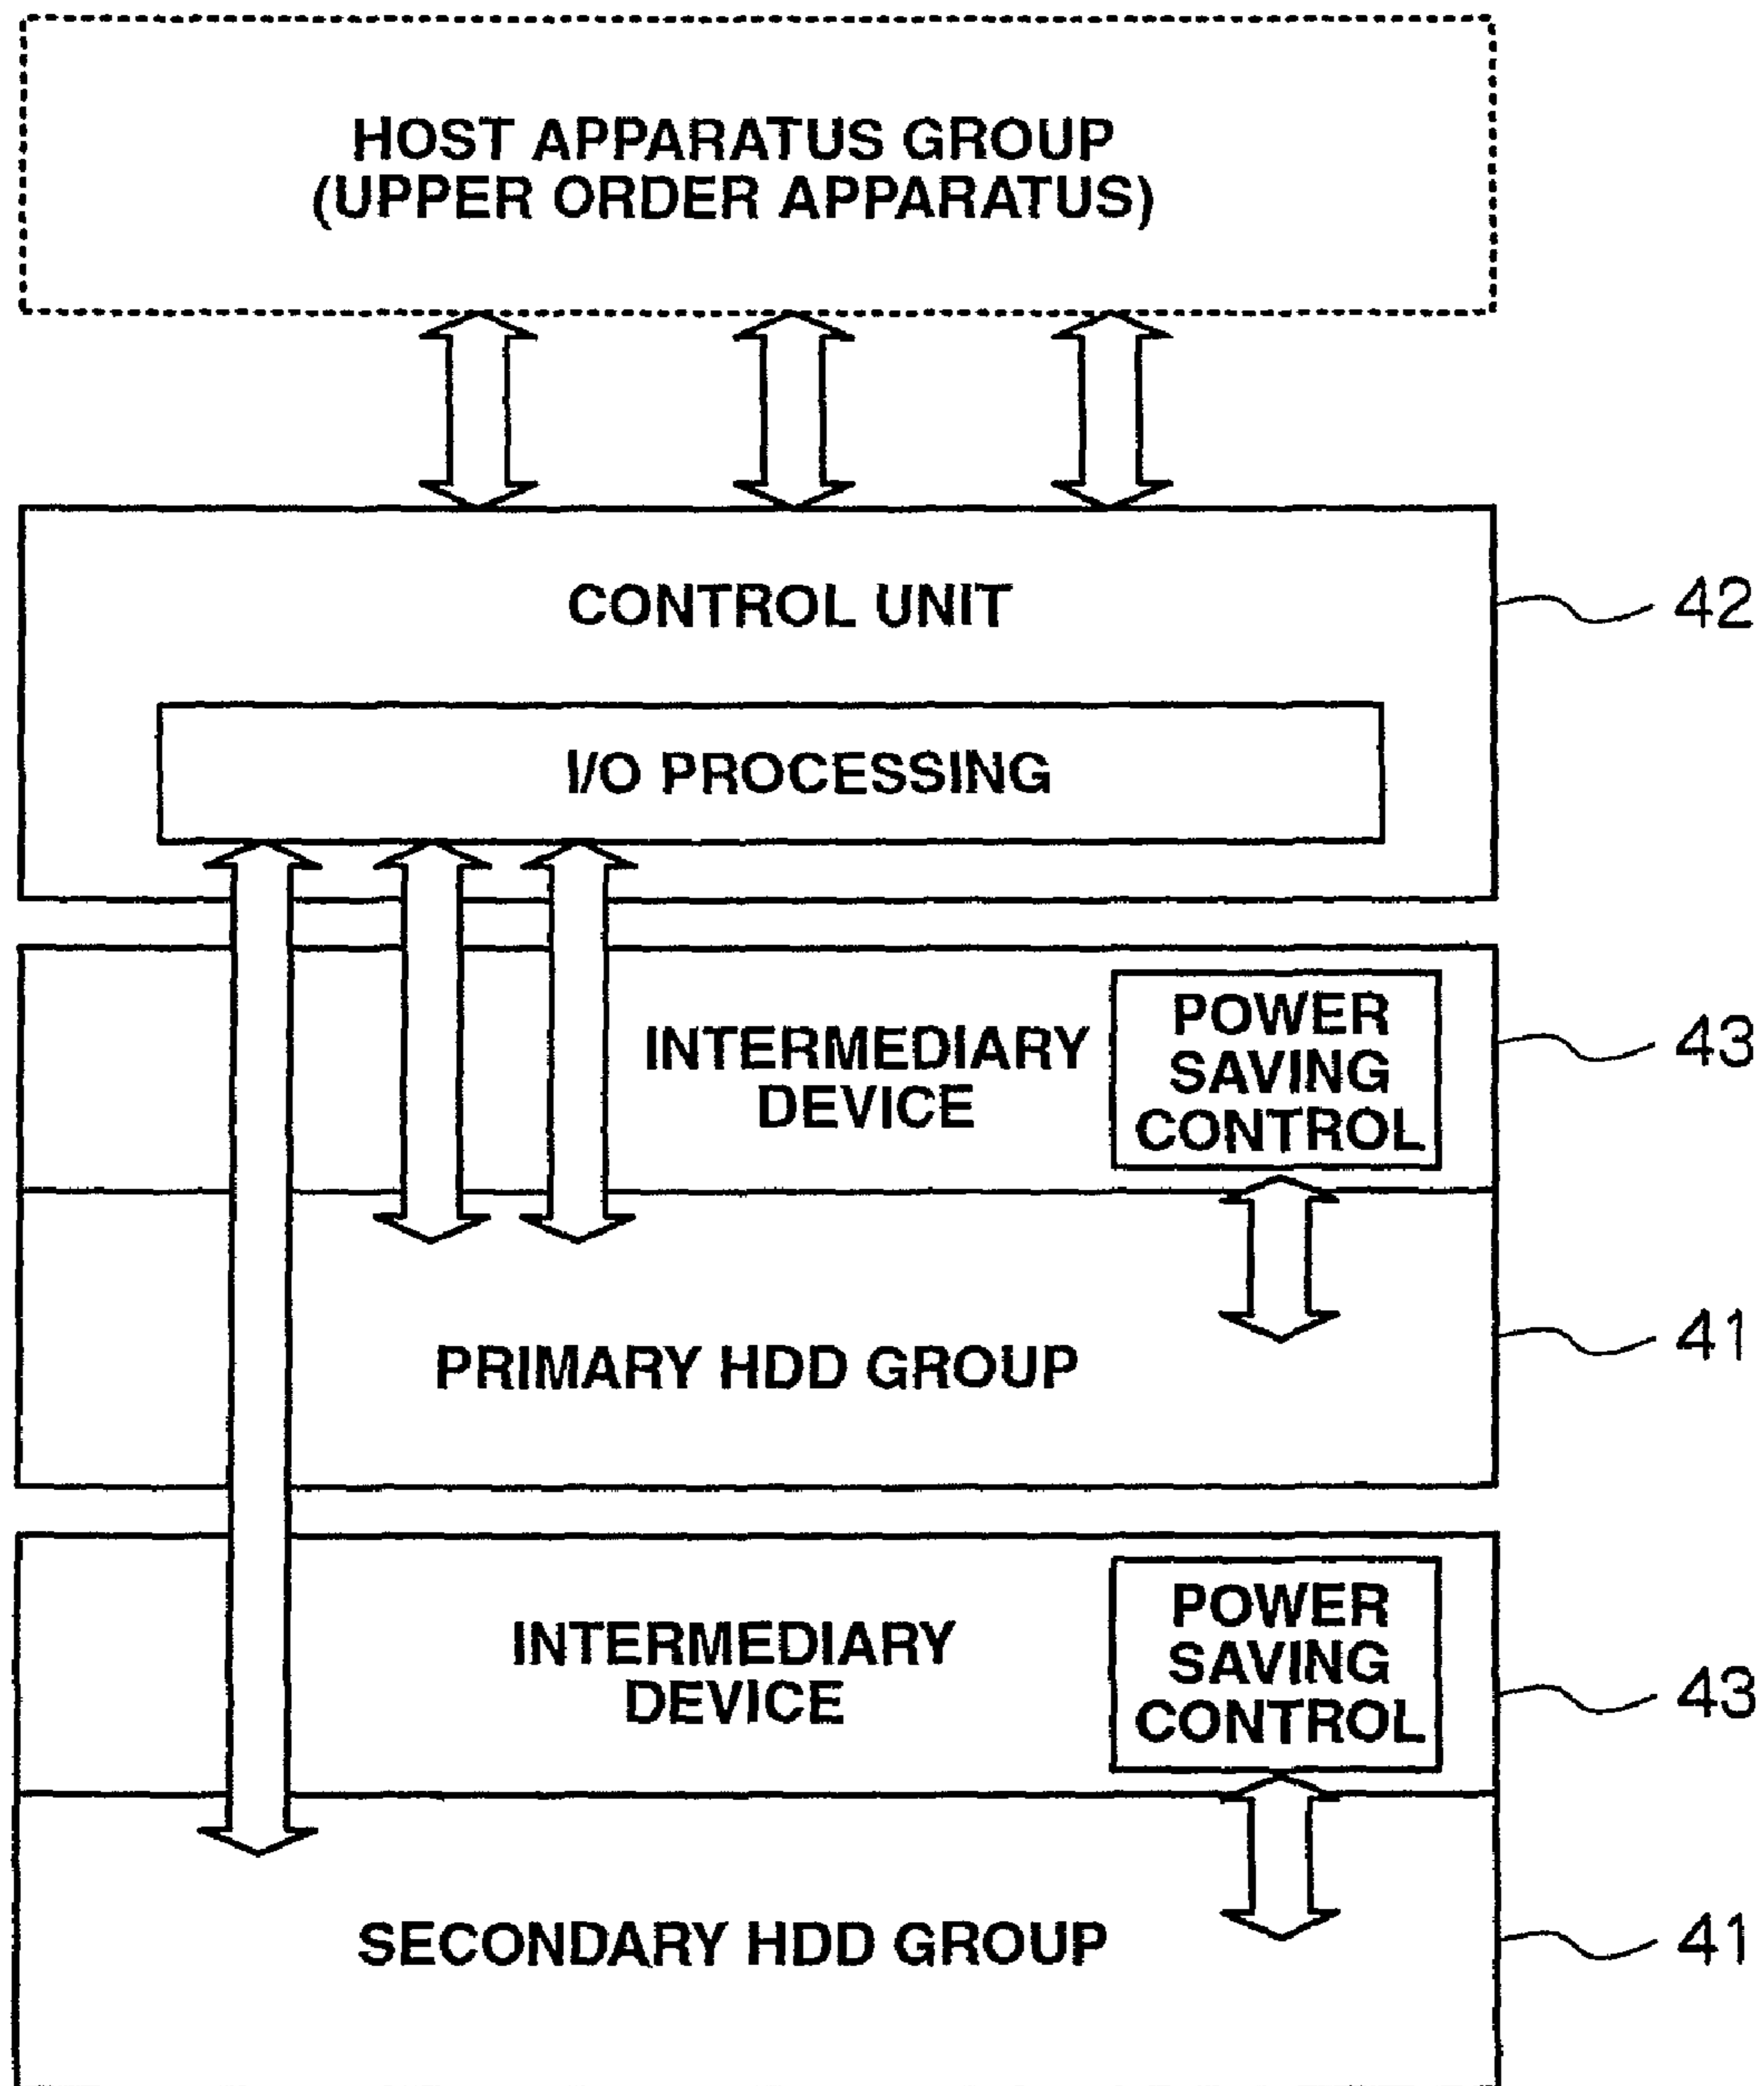 HOST APPARATUS GROUP
(UPPER ORDER APPARATUS)
CONTROL UNIT
42
I/O PROCESSING
INTERMEDIARY
DEVICE
POWER
SAVING
CONTROL
43
PRIMARY HDD GROUP
41
INTERMEDIARY
DEVICE
POWER
SAVING
CONTROL
43
SECONDARY HDD GROUP
41